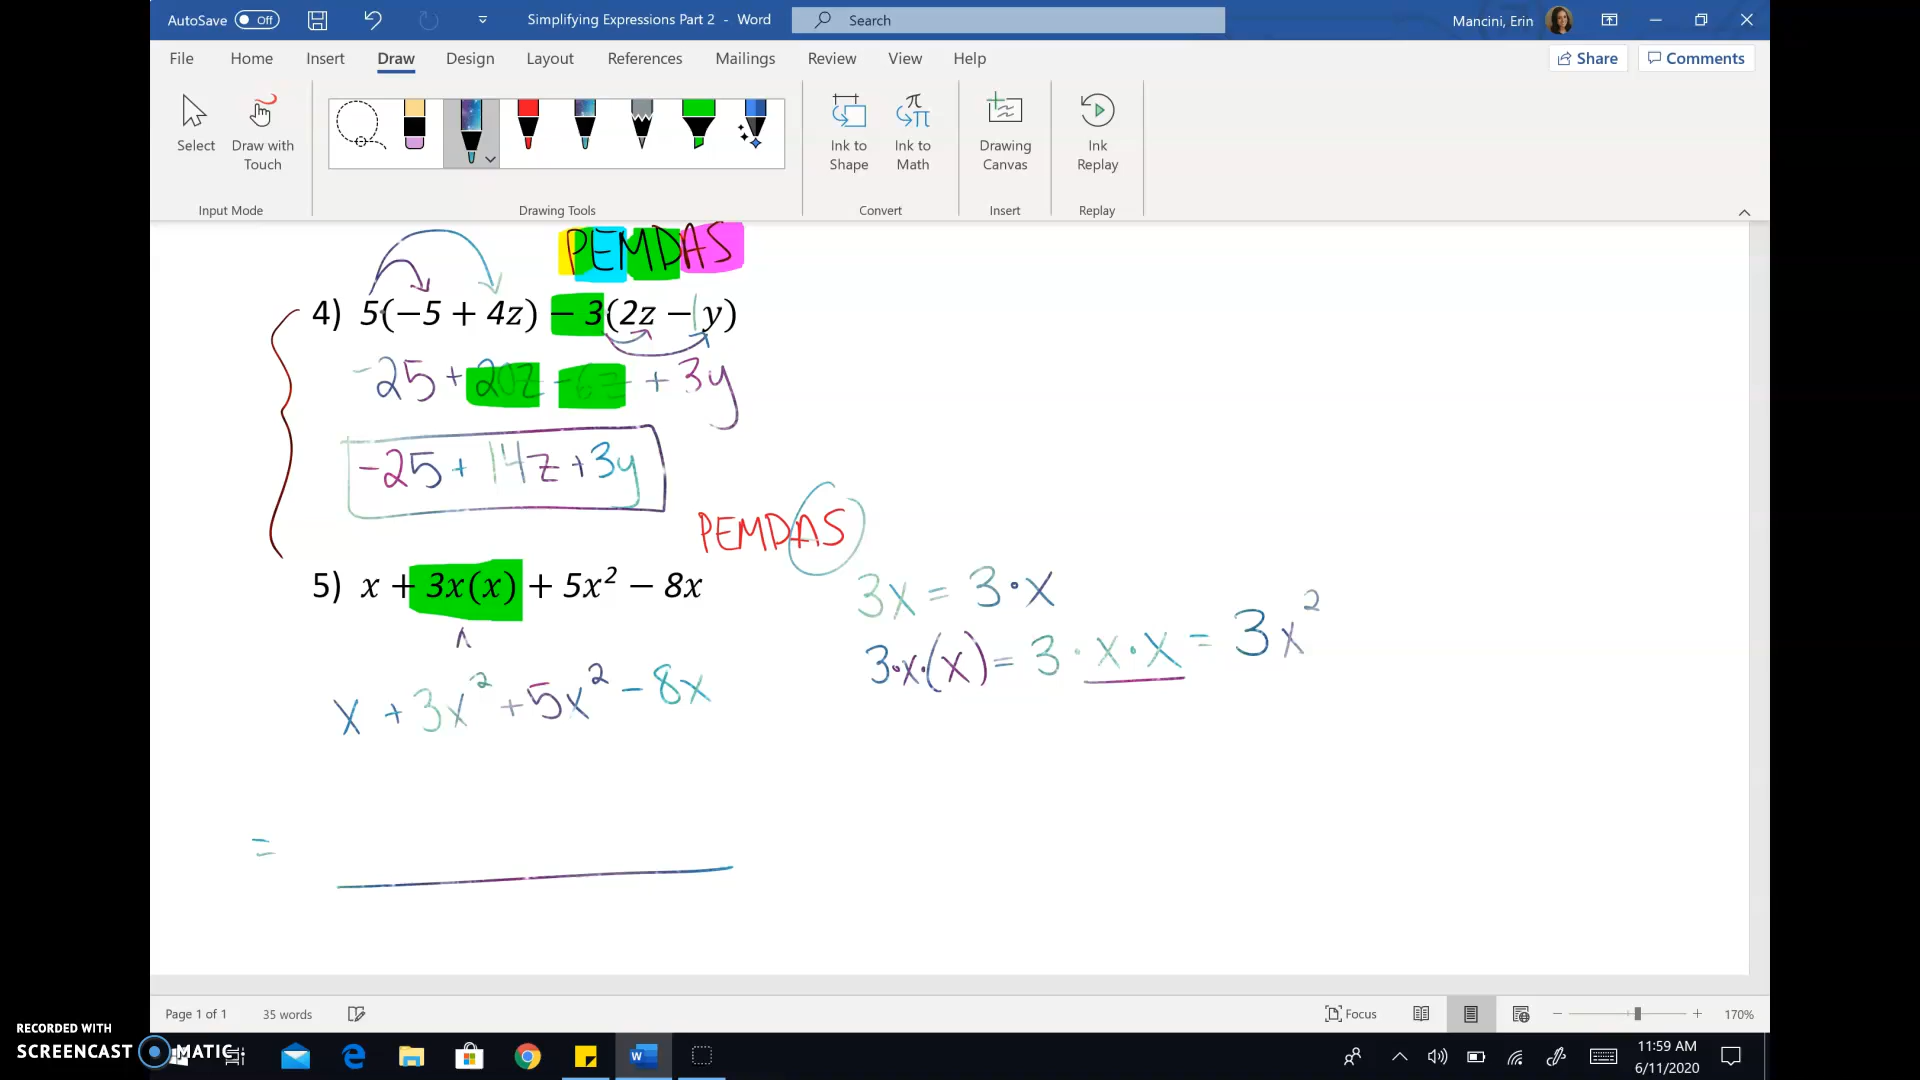 AutoSave Off Simplifying Expressions Part 2 - Word Search Mancini, Erin
File Home Insert Draw Design Layout References Mailings Review View Help Share Comments
Select Draw with Touch Ink to Shape Ink to Math Drawing Canvas Ink Replay
Input Mode Drawing Tools Convert Insert Replay
PEMDAS
4) 5(−5 + 4z) − 3(2z − 1y)
-25 + 20z - 6z + 3y
-25 + 14z + 3y
PEMDAS
5) x + 3x(x) + 5x² − 8x
3x = 3·x
3·x·(x) = 3·x·x = 3x²
^
x + 3x² + 5x² - 8x
=
Page 1 of 1 35 words Focus 170%
RECORDED WITH
SCREENCAST MATIC
11:59 AM
6/11/2020